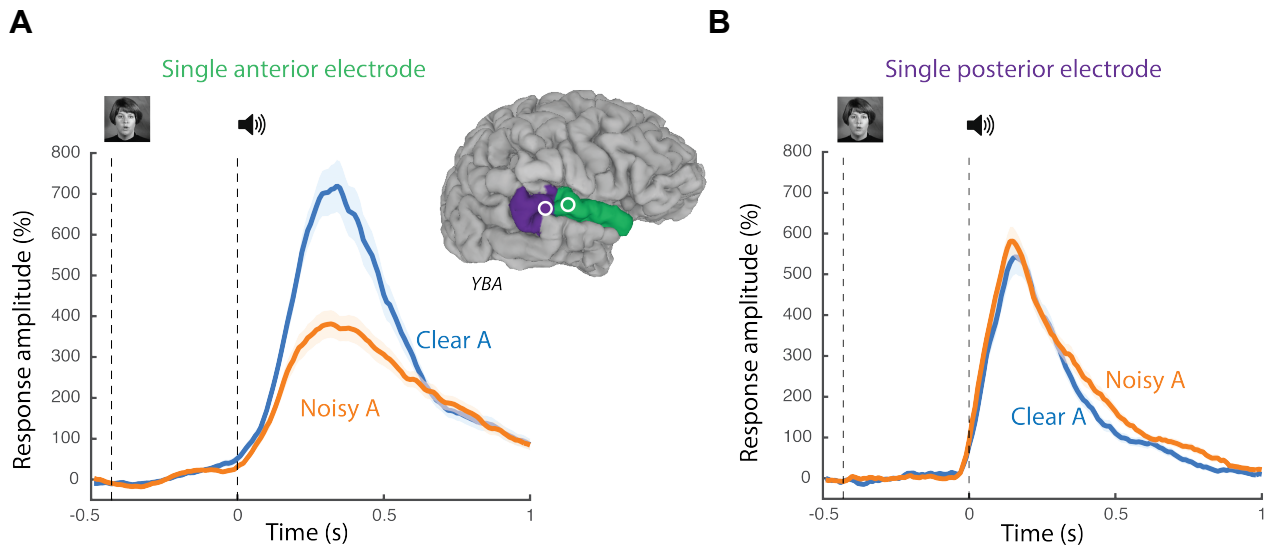 A
Single anterior electrode
800
700
600
500
400
300
200
100
0
Response amplitude (%)
-0.5
0
0.5
1
Time (s)
Clear A
Noisy A
YBA
B
Single posterior electrode
800
700
600
500
400
300
200
100
0
Response amplitude (%)
-0.5
0
0.5
1
Time (s)
Noisy A
Clear A